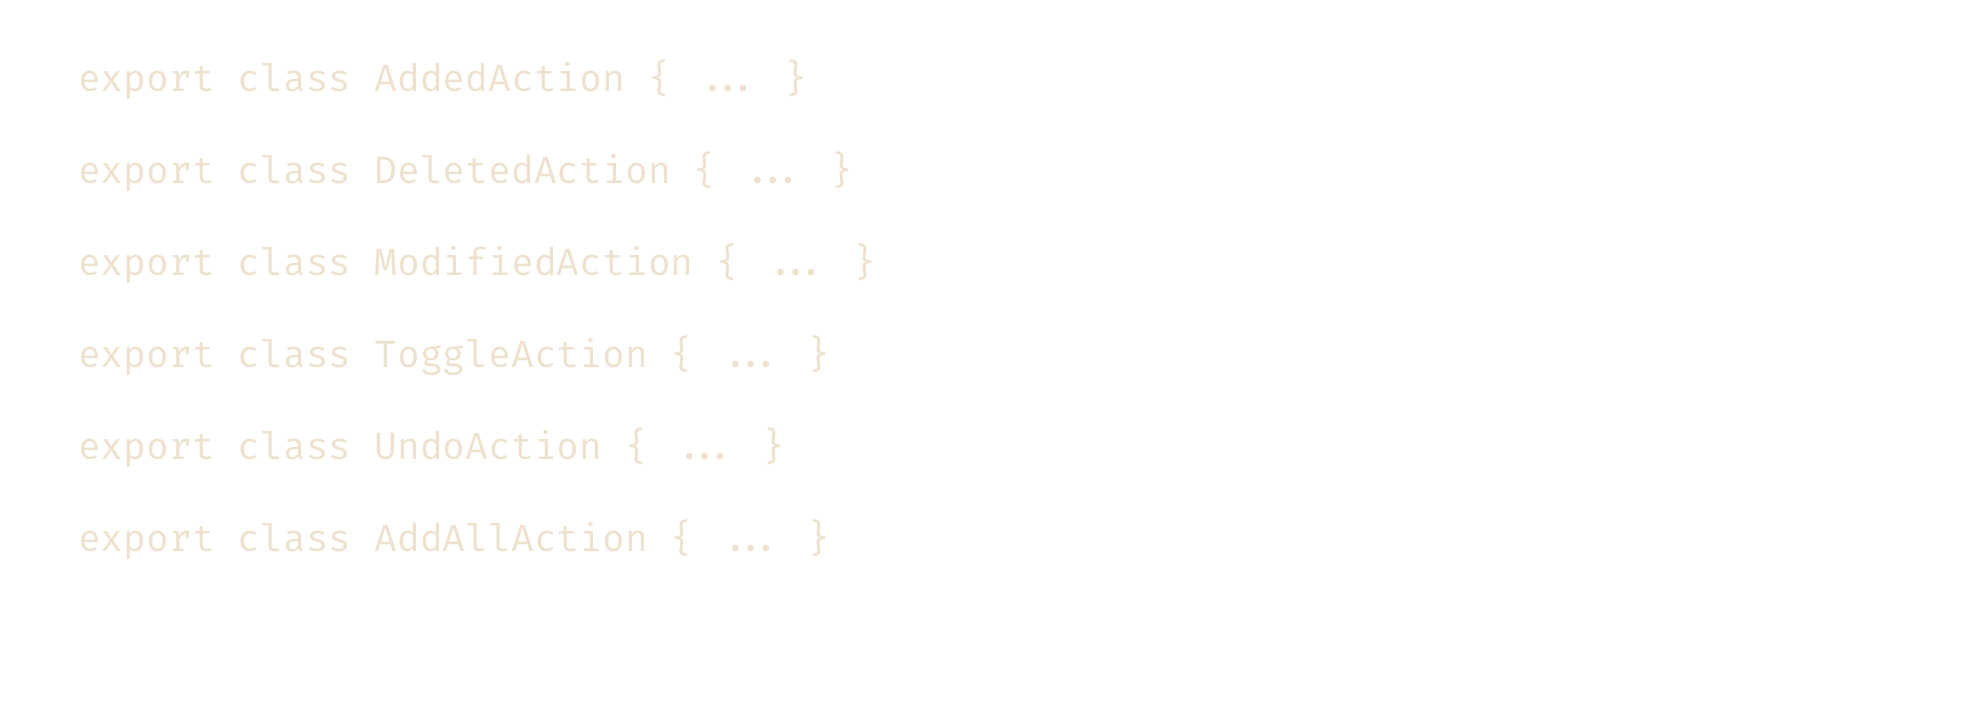 export class AddedAction { ... }
export class DeletedAction { ... }
export class ModifiedAction { ... }
export class ToggleAction { ... }
export class UndoAction { ... }
export class AddAllAction { ... }